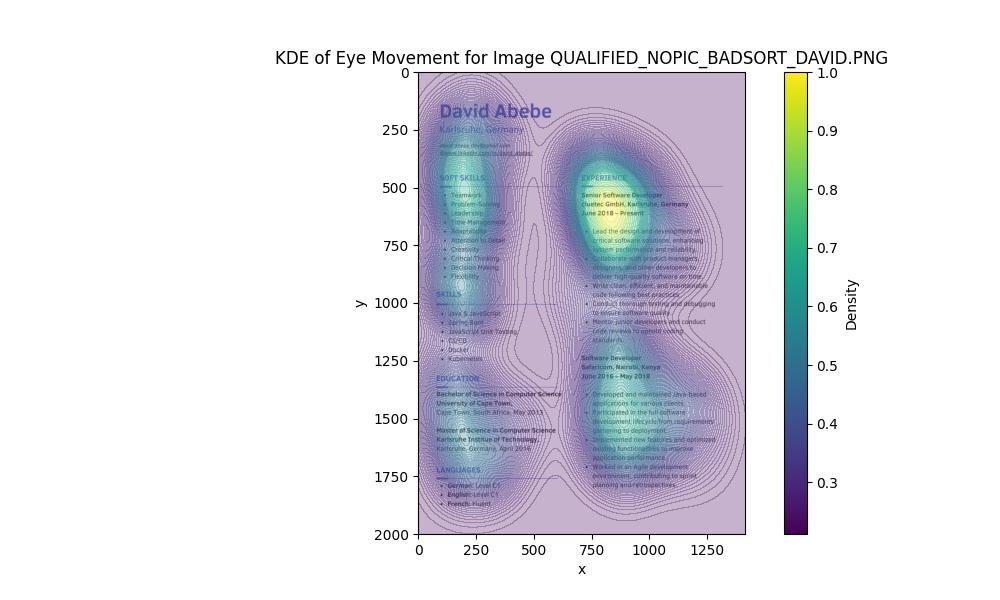 KDE of Eye Movement for Image QUALIFIED_NOPIC_BADSORT_DAVID.PNG
0
250
500
750
1000
1250
1500
1750
2000
y
0
250
500
750
1000
1250
x
1.0
0.9
0.8
0.7
0.6
0.5
0.4
0.3
Density
David Abebe
Karlsruhe, Germany
SOFT SKILLS
• Teamwork
• Problem-Solving
• Leadership
• Time Management
• Adaptability
• Attention to Detail
• Creativity
• Critical Thinking
• Decision Making
• Flexibility
SKILLS
• Java & JavaScript
• Spring Boot
• JavaScript Unit Testing
• CI/CD
• Docker
• Kubernetes
EDUCATION
Bachelor of Science in Computer Science
University of Cape Town,
Cape Town, South Africa, May 2013
Master of Science in Computer Science
Karlsruhe Institue of Technology,
Karlsruhe, Germany, April 2016
LANGUAGES
• German: Level C1
• English: Level C1
• French: Fluent
EXPERIENCE
Senior Software Developer
cluetec GmbH, Karlsruhe, Germany
June 2018 – Present
• Lead the design and development of
critical software solutions, enhancing
system performance and reliability.
• Collaborate with product managers,
designers, and other developers to
deliver high-quality software on time.
• Write clean, efficient, and maintainable
code following best practices.
• Conduct thorough testing and debugging
to ensure software quality.
• Mentor junior developers and conduct
code reviews to uphold coding
standards.
Software Developer
Safaricom, Nairobi, Kenya
June 2016 – May 2018
• Developed and maintained Java-based
applications for various clients.
• Participated in the full software
development lifecycle from requirements
gathering to deployment.
• Implemented new features and optimized
existing functionalities to improve
application performance.
• Worked in an Agile development
environment, contributing to sprint
planning and retrospectives.